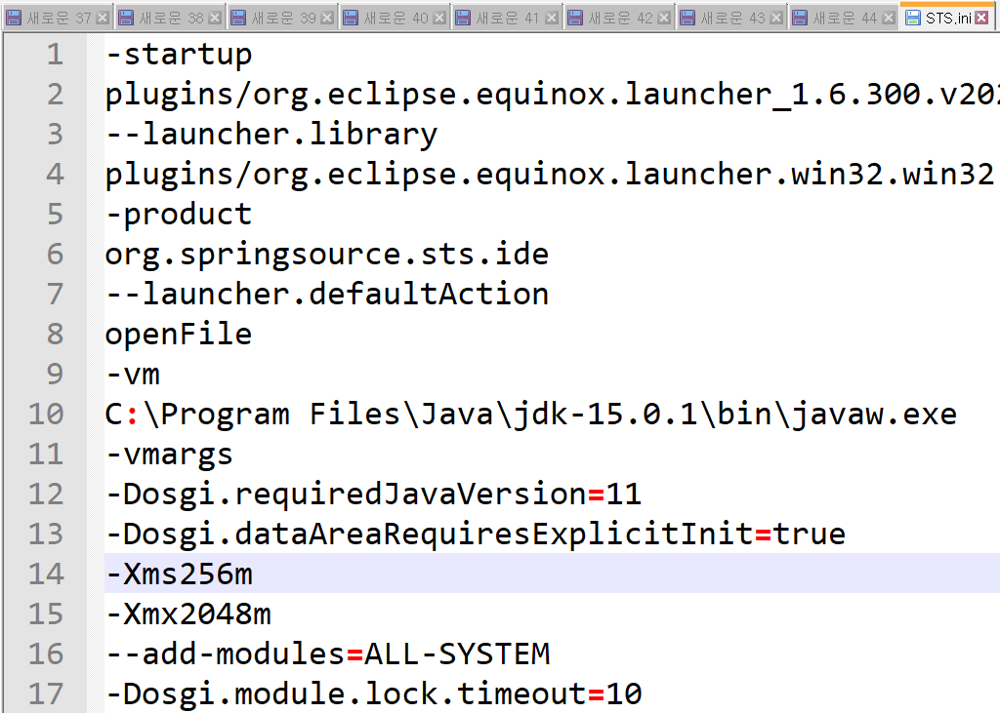 새로운 37
새로운 38
새로운 39
새로운 40
새로운 41
새로운 42
새로운 43
새로운 44
STS.ini
1 -startup
2 plugins/org.eclipse.equinox.launcher_1.6.300.v202
3 --launcher.library
4 plugins/org.eclipse.equinox.launcher.win32.win32
5 -product
6 org.springsource.sts.ide
7 --launcher.defaultAction
8 openFile
9 -vm
10 C:\Program Files\Java\jdk-15.0.1\bin\javaw.exe
11 -vmargs
12 -Dosgi.requiredJavaVersion=11
13 -Dosgi.dataAreaRequiresExplicitInit=true
14 -Xms256m
15 -Xmx2048m
16 --add-modules=ALL-SYSTEM
17 -Dosgi.module.lock.timeout=10